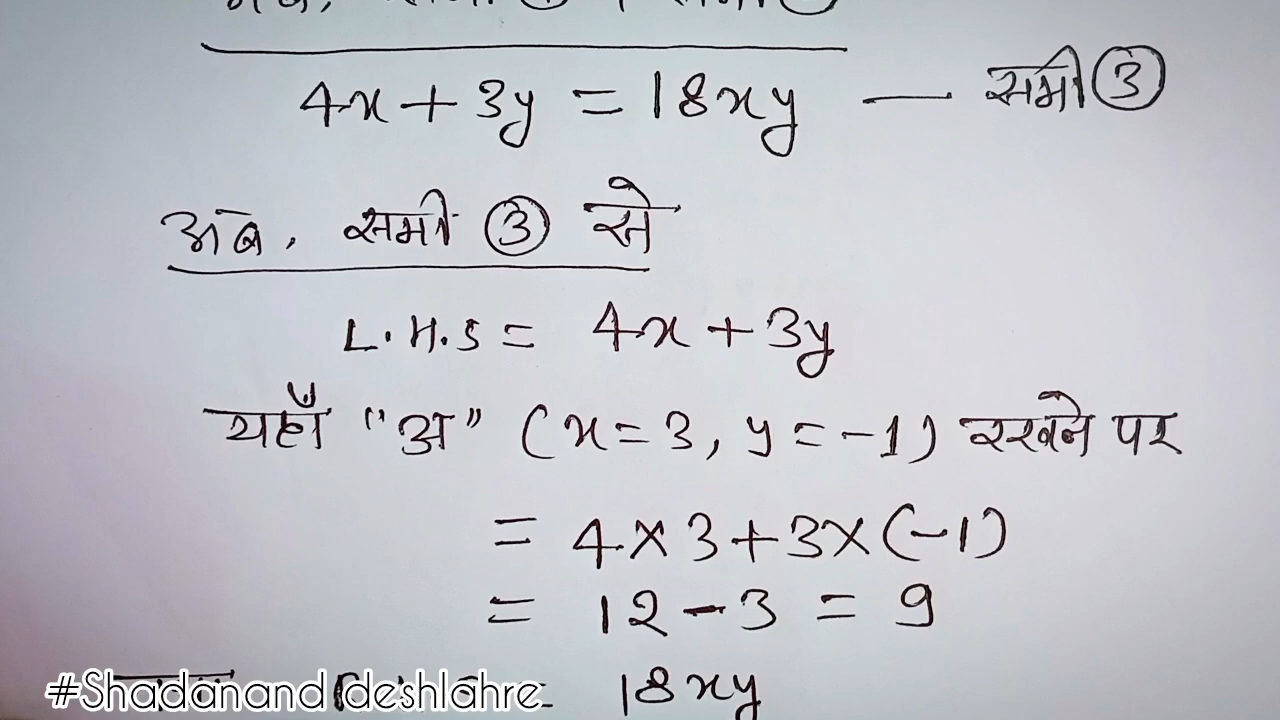 4x + 3y = 18xy — समी ③
अब, समी ③ से
L.H.S = 4x + 3y
यहाँ "अ" (x = 3, y = -1) रखने पर
= 4 × 3 + 3 × (-1)
= 12 - 3 = 9
= 18xy
#Shadanand deshlahre